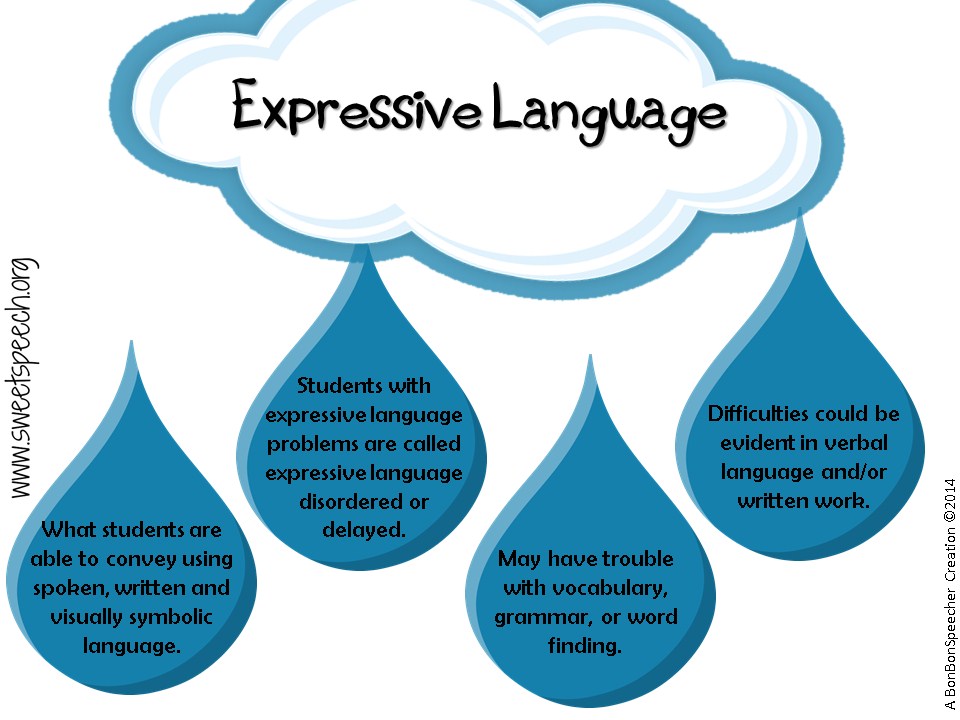 Expressive Language
www.sweetspeech.org
What students are
able to convey using
spoken, written and
visually symbolic
language.
Students with
expressive language
problems are called
expressive language
disordered or
delayed.
May have trouble
with vocabulary,
grammar, or word
finding.
Difficulties could be
evident in verbal
language and/or
written work.
A BonBonSpeecher Creation ©2014